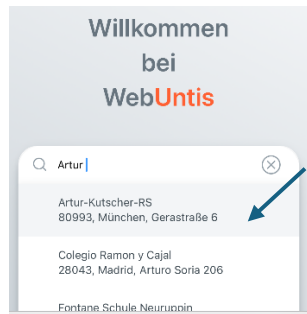 Willkommen
bei
WebUntis
Artur
Artur-Kutscher-RS
80993, München, Gerastraße 6
Colegio Ramon y Cajal
28043, Madrid, Arturo Soria 206
Fontane Schule Neuruppin